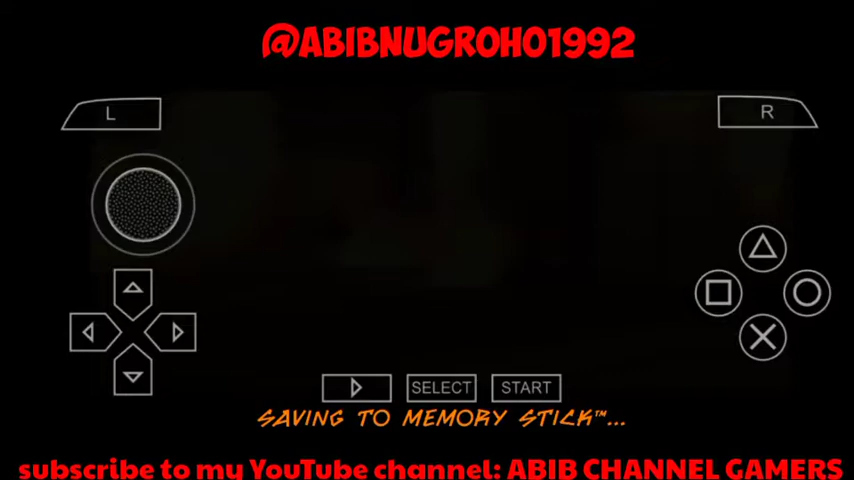 @ABIBNUGROHO1992
L
R
SELECT
START
SAVING TO MEMORY STICK™...
subscribe to my YouTube channel: ABIB CHANNEL GAMERS